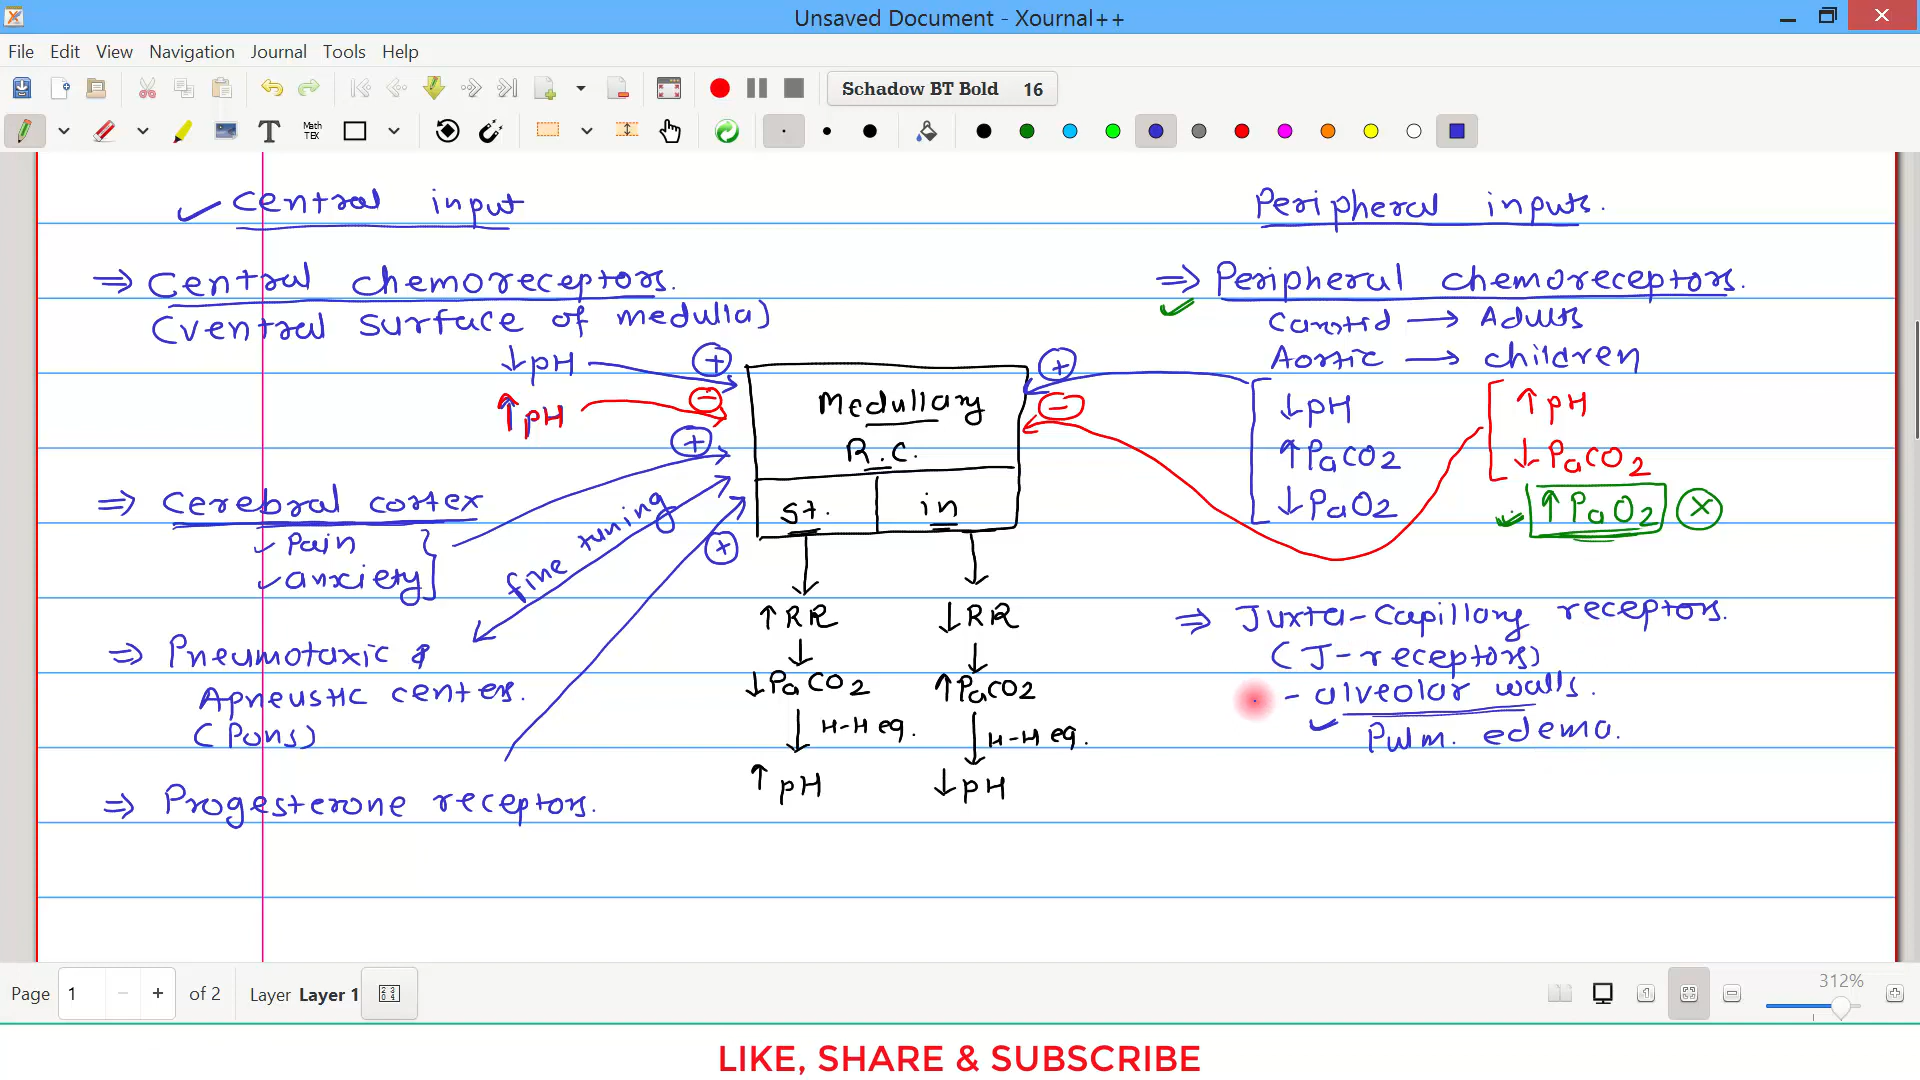 Unsaved Document - Xournal++
File Edit View Navigation Journal Tools Help
Schadow BT Bold 16
Math
TEX
Central input
⇒ Central chemoreceptors.
(ventral surface of medulla)
↓pH ⊕
↑pH ⊖
⊕
⇒ Cerebral cortex
✓ Pain
✓ anxiety
fine tuning
⊕
⇒ Pneumotaxic &
Apneustic centers.
(Pons)
⇒ Progesterone receptors.
Medullary
R.C.
st. in
↑RR ↓RR
↓PaCO2 ↑PaCO2
H-H eq. H-H eq.
↑pH ↓pH
Peripheral inputs.
⇒ Peripheral chemoreceptors.
Carotid → Adults
Aortic → children
⊕
⊖
↓pH ↑pH
↑PaCO2 ↓PaCO2
↓PaO2 ↑PaO2 ⊗
⇒ Juxta-Capillary receptors.
(J-receptors)
- alveolar walls.
✓ Pulm. edema.
Page 1 of 2 Layer Layer 1
312%
LIKE, SHARE & SUBSCRIBE